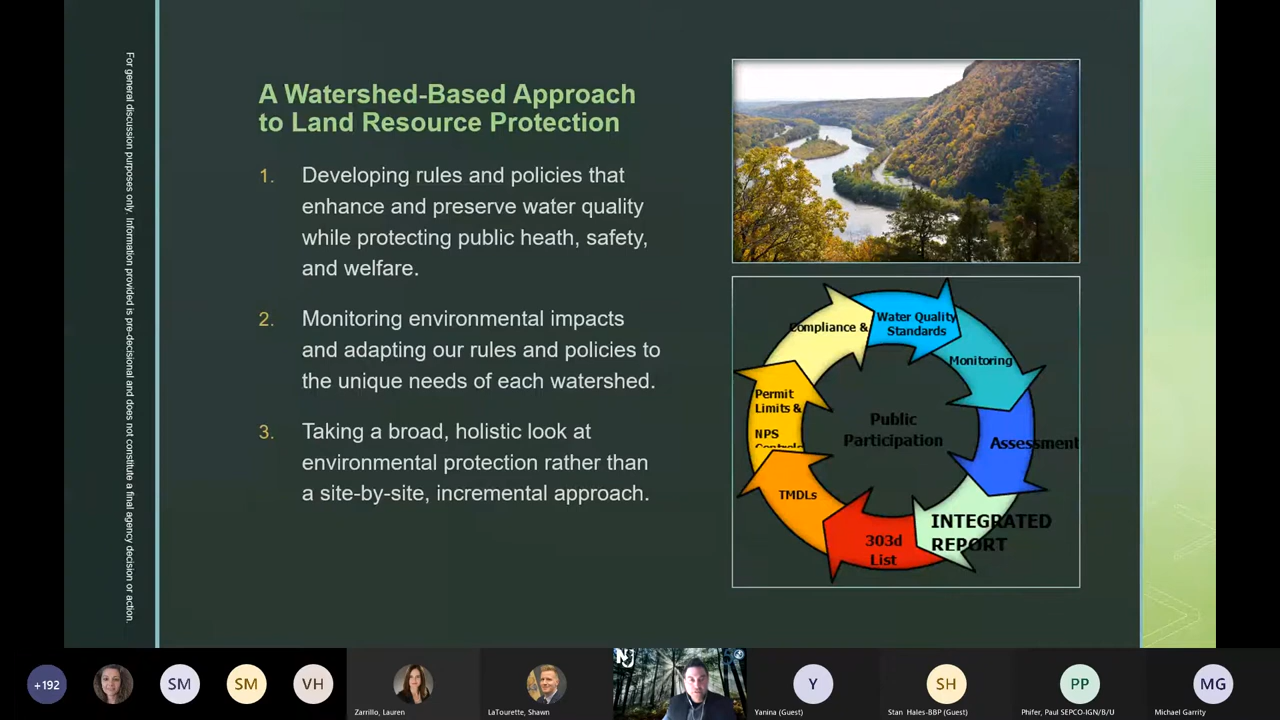 For general discussion purposes only. Information provided is pre-decisional and does not constitute a final agency decision or action.
A Watershed-Based Approach
to Land Resource Protection
1. Developing rules and policies that
enhance and preserve water quality
while protecting public heath, safety,
and welfare.
2. Monitoring environmental impacts
and adapting our rules and policies to
the unique needs of each watershed.
3. Taking a broad, holistic look at
environmental protection rather than
a site-by-site, incremental approach.
Compliance &
Water Quality
Standards
Monitoring
Assessment
INTEGRATED
REPORT
303d
List
TMDLs
Permit
Limits &
NPS
Controls
Public
Participation
+192
SM
SM
VH
Zarrillo, Lauren
LaTourette, Shawn
NJ
Y
Yanina (Guest)
SH
Stan Hales-BBP (Guest)
PP
Phifer, Paul SEPCO-IGN/B/U
MG
Michael Garrity